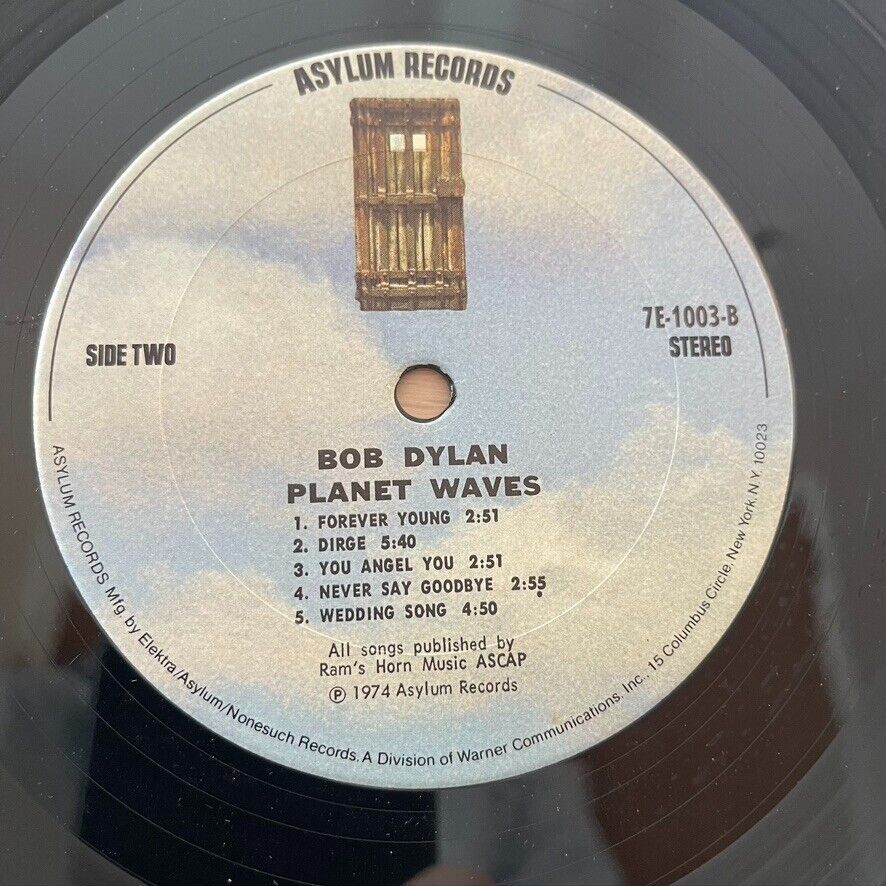 ASYLUM RECORDS
7E-1003-B
STEREO
SIDE TWO
BOB DYLAN
PLANET WAVES
1. FOREVER YOUNG 2:51
2. DIRGE 5:40
3. YOU ANGEL YOU 2:51
4. NEVER SAY GOODBYE 2:55
5. WEDDING SONG 4:50
All songs published by
Ram's Horn Music ASCAP
Ⓟ 1974 Asylum Records
ASYLUM RECORDS Mfg. by Elektra/Asylum/Nonesuch Records. A Division of Warner Communications, Inc., 15 Columbus Circle, New York N.Y. 10023